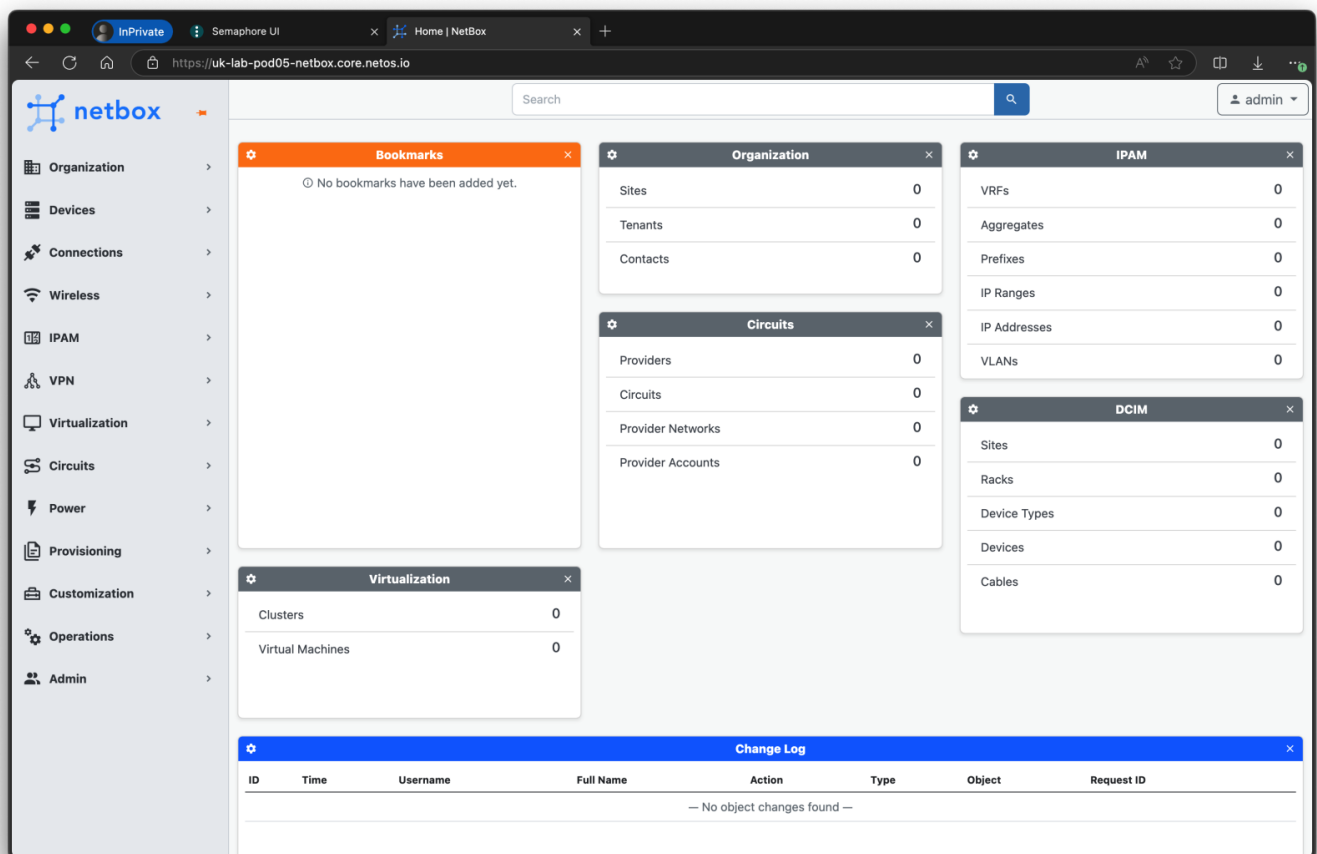 InPrivate
Semaphore UI
Home | NetBox
https://uk-lab-pod05-netbox.core.netos.io
netbox
Search
admin
Organization
Devices
Connections
Wireless
IPAM
VPN
Virtualization
Circuits
Power
Provisioning
Customization
Operations
Admin
Bookmarks
No bookmarks have been added yet.
Virtualization
Clusters 0
Virtual Machines 0
Organization
Sites 0
Tenants 0
Contacts 0
Circuits
Providers 0
Circuits 0
Provider Networks 0
Provider Accounts 0
IPAM
VRFs 0
Aggregates 0
Prefixes 0
IP Ranges 0
IP Addresses 0
VLANs 0
DCIM
Sites 0
Racks 0
Device Types 0
Devices 0
Cables 0
Change Log
ID Time Username Full Name Action Type Object Request ID
— No object changes found —